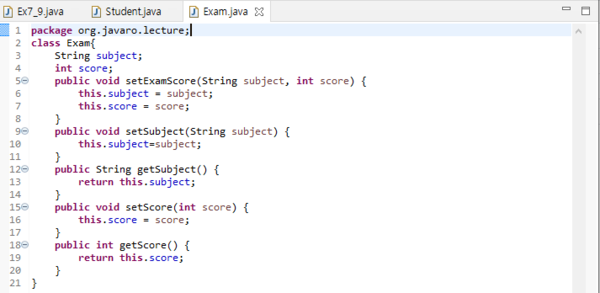 Ex7_9.java Student.java Exam.java
1 package org.javaro.lecture;
2 class Exam{
3 String subject;
4 int score;
5 public void setExamScore(String subject, int score) {
6 this.subject = subject;
7 this.score = score;
8 }
9 public void setSubject(String subject) {
10 this.subject=subject;
11 }
12 public String getSubject() {
13 return this.subject;
14 }
15 public void setScore(int score) {
16 this.score = score;
17 }
18 public int getScore() {
19 return this.score;
20 }
21 }